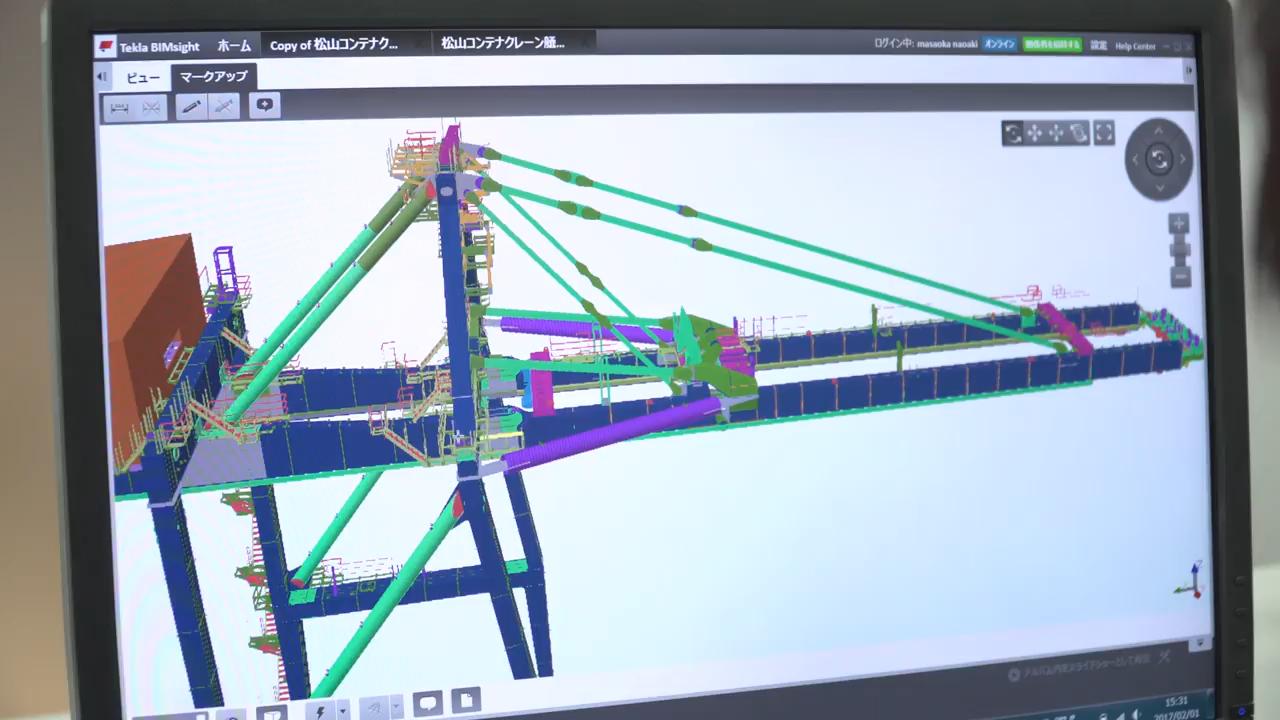 Tekla BIMsight
ホーム
Copy of 松山コンテナク...
松山コンテナクレーン艤...
ログイン中: masaoka naoaki
オンライン
設定
Help Center
ビュー
マークアップ
15:31
2017/02/01